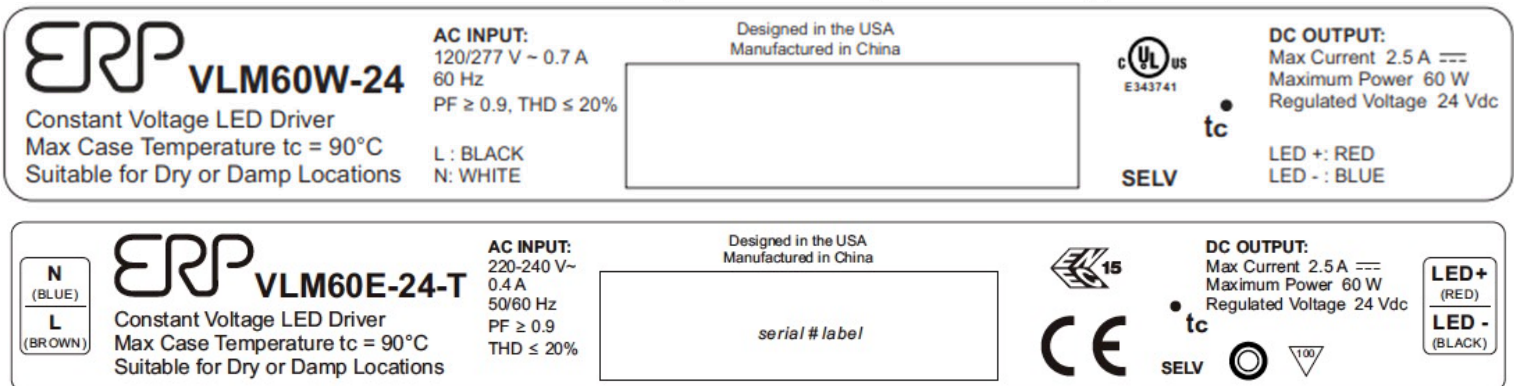 ERP VLM60W-24
Constant Voltage LED Driver
Max Case Temperature tc = 90°C
Suitable for Dry or Damp Locations
AC INPUT:
120/277 V ~ 0.7 A
60 Hz
PF ≥ 0.9, THD ≤ 20%
L : BLACK
N: WHITE
Designed in the USA
Manufactured in China
c UL us
E343741
tc
SELV
DC OUTPUT:
Max Current 2.5 A
Maximum Power 60 W
Regulated Voltage 24 Vdc
LED +: RED
LED - : BLUE
N
(BLUE)
L
(BROWN)
ERP VLM60E-24-T
Constant Voltage LED Driver
Max Case Temperature tc = 90°C
Suitable for Dry or Damp Locations
AC INPUT:
220-240 V~
0.4 A
50/60 Hz
PF ≥ 0.9
THD ≤ 20%
Designed in the USA
Manufactured in China
serial # label
ENEC 15
CE
tc
SELV
100
DC OUTPUT:
Max Current 2.5 A
Maximum Power 60 W
Regulated Voltage 24 Vdc
LED+
(RED)
LED -
(BLACK)